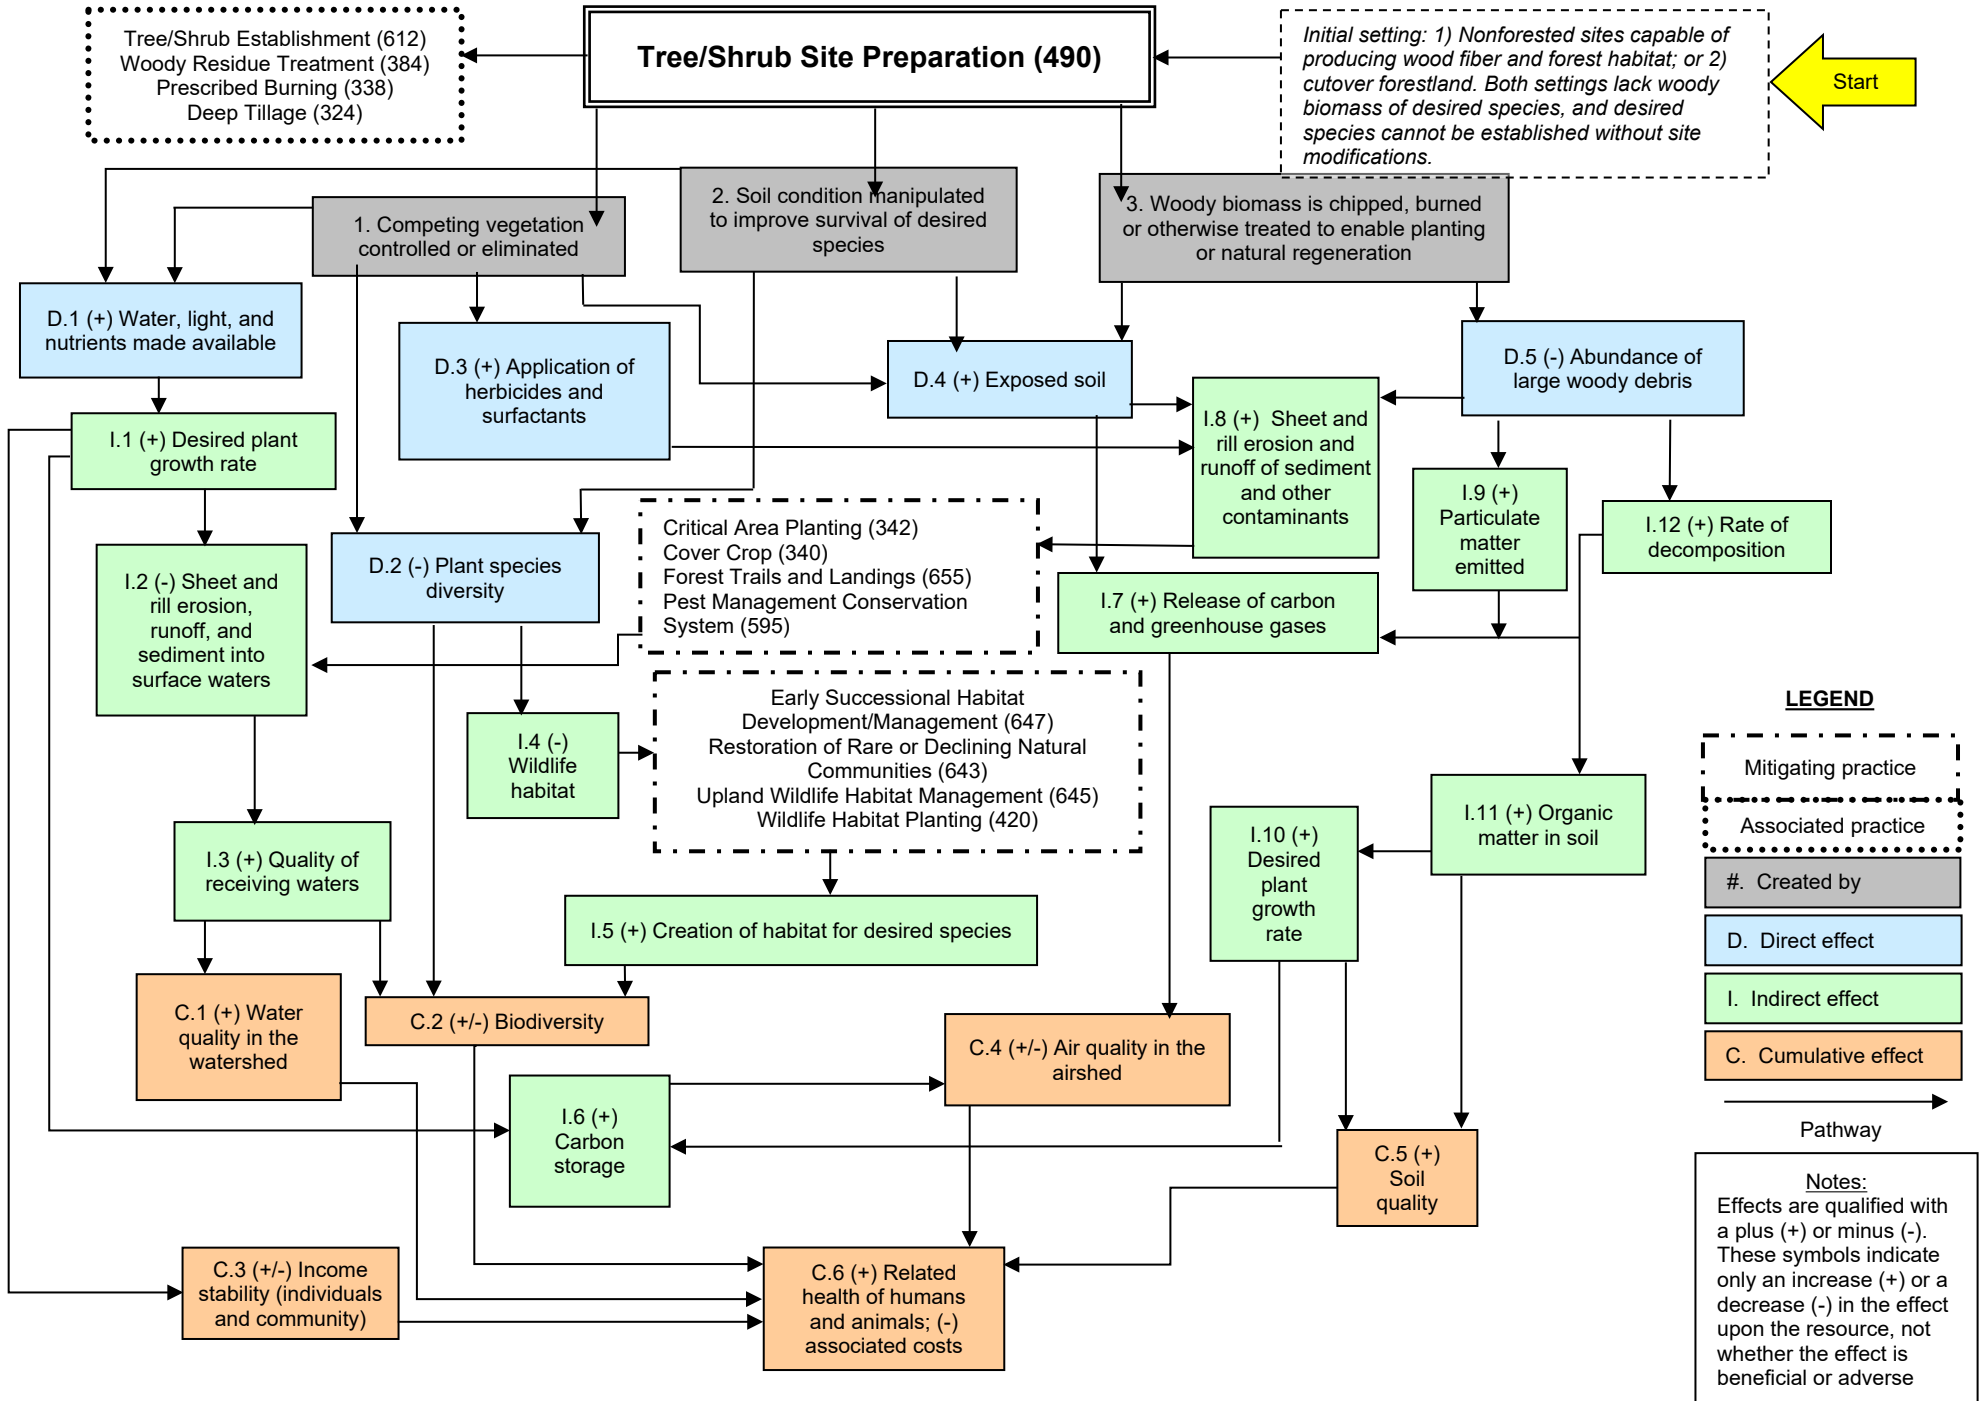 Tree/Shrub Establishment (612)
Woody Residue Treatment (384)
Prescribed Burning (338)
Deep Tillage (324)
Tree/Shrub Site Preparation (490)
Initial setting: 1) Nonforested sites capable of
producing wood fiber and forest habitat; or 2)
cutover forestland. Both settings lack woody
biomass of desired species, and desired
species cannot be established without site
modifications.
Start
1. Competing vegetation
controlled or eliminated
2. Soil condition manipulated
to improve survival of desired
species
3. Woody biomass is chipped, burned
or otherwise treated to enable planting
or natural regeneration
D.1 (+) Water, light, and
nutrients made available
D.3 (+) Application of
herbicides and
surfactants
D.4 (+) Exposed soil
D.5 (-) Abundance of
large woody debris
I.1 (+) Desired plant
growth rate
I.8 (+) Sheet and
rill erosion and
runoff of sediment
and other
contaminants
I.9 (+)
Particulate
matter
emitted
I.12 (+) Rate of
decomposition
I.2 (-) Sheet and
rill erosion,
runoff, and
sediment into
surface waters
D.2 (-) Plant species
diversity
Critical Area Planting (342)
Cover Crop (340)
Forest Trails and Landings (655)
Pest Management Conservation
System (595)
I.7 (+) Release of carbon
and greenhouse gases
I.4 (-)
Wildlife
habitat
Early Successional Habitat
Development/Management (647)
Restoration of Rare or Declining Natural
Communities (643)
Upland Wildlife Habitat Management (645)
Wildlife Habitat Planting (420)
I.3 (+) Quality of
receiving waters
I.5 (+) Creation of habitat for desired species
I.10 (+)
Desired
plant
growth
rate
I.11 (+) Organic
matter in soil
C.1 (+) Water
quality in the
watershed
C.2 (+/-) Biodiversity
C.4 (+/-) Air quality in the
airshed
I.6 (+)
Carbon
storage
C.5 (+)
Soil
quality
C.3 (+/-) Income
stability (individuals
and community)
C.6 (+) Related
health of humans
and animals; (-)
associated costs
LEGEND
Mitigating practice
Associated practice
#. Created by
D. Direct effect
I. Indirect effect
C. Cumulative effect
Pathway
Notes:
Effects are qualified with
a plus (+) or minus (-).
These symbols indicate
only an increase (+) or a
decrease (-) in the effect
upon the resource, not
whether the effect is
beneficial or adverse